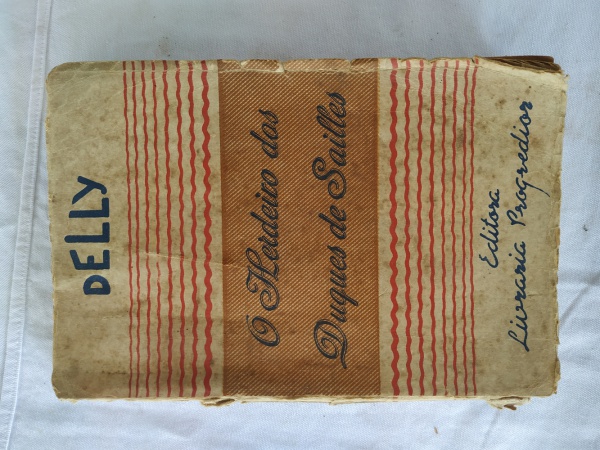 DELLY
O Herdeiro dos
Duques de Sailles
Editora
Livraria Progredior